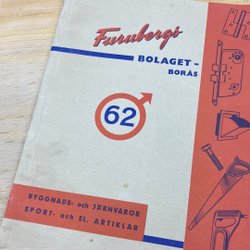 Furubergs
BOLAGET -
BORÅS
62
BYGGNADS- och JÄRNVAROR
SPORT- och EL. ARTIKLAR